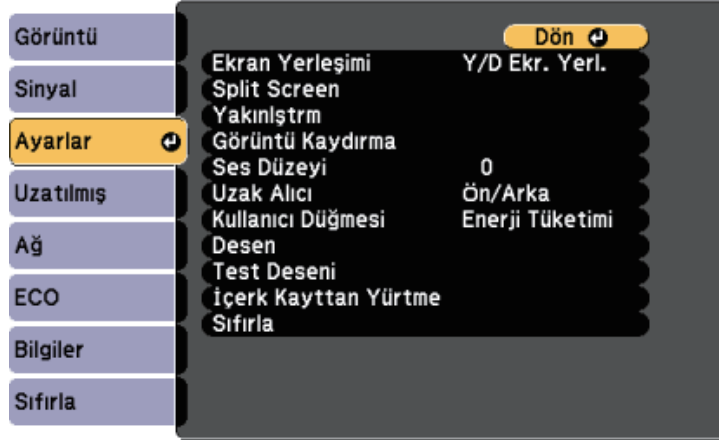 Görüntü
Sinyal
Ayarlar
Uzatılmış
Ağ
ECO
Bilgiler
Sıfırla
Dön
Ekran Yerleşimi Y/D Ekr. Yerl.
Split Screen
Yakınlştrm
Görüntü Kaydırma
Ses Düzeyi 0
Uzak Alıcı Ön/Arka
Kullanıcı Düğmesi Enerji Tüketimi
Desen
Test Deseni
İçerk Kayttan Yürtme
Sıfırla